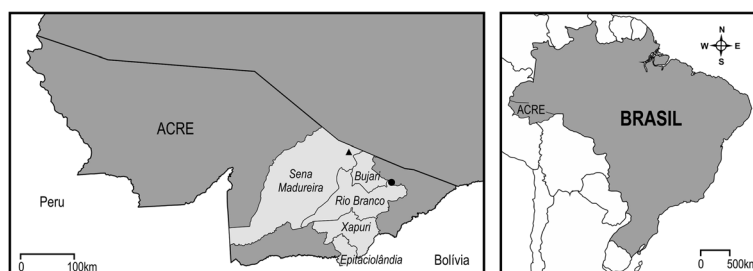 ACRE
Sena
Madureira
Bujari
Rio Branco
Xapuri
Epitaciolândia
Peru
Bolívia
0 100km
N
W E
S
ACRE
BRASIL
0 500km